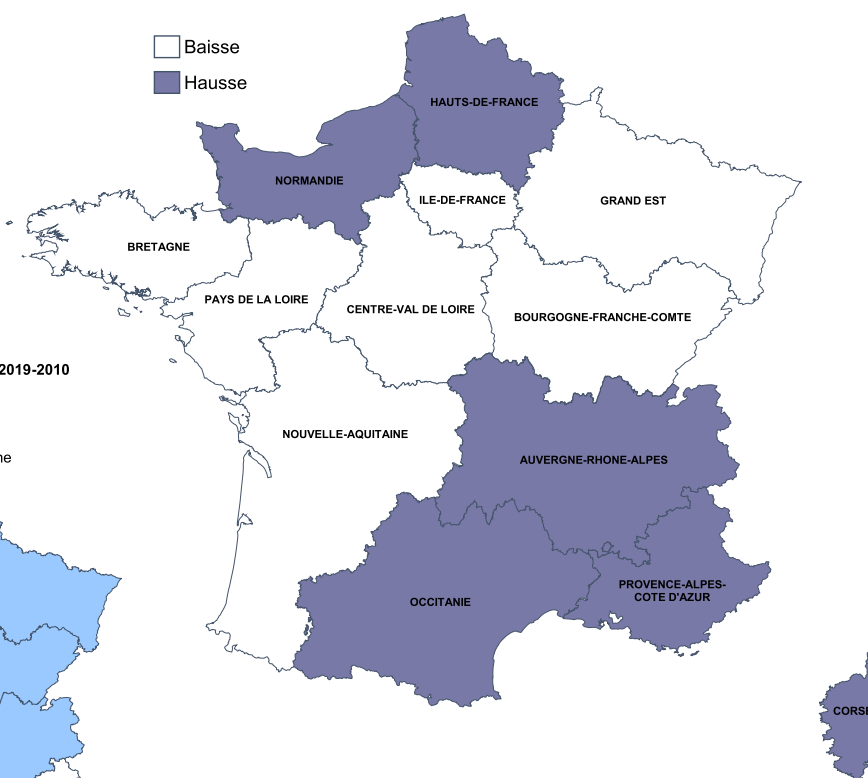 Baisse
Hausse
HAUTS-DE-FRANCE
NORMANDIE
ILE-DE-FRANCE
GRAND EST
BRETAGNE
PAYS DE LA LOIRE
CENTRE-VAL DE LOIRE
BOURGOGNE-FRANCHE-COMTE
2019-2010
NOUVELLE-AQUITAINE
AUVERGNE-RHONE-ALPES
PROVENCE-ALPES-
COTE D'AZUR
OCCITANIE